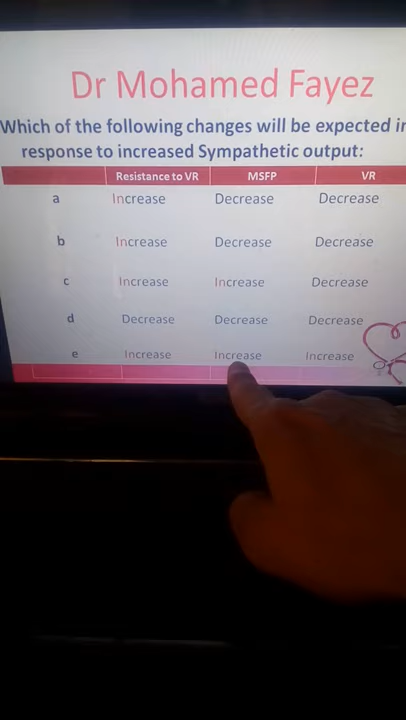 Dr Mohamed Fayez
Which of the following changes will be expected in
response to increased Sympathetic output:
Resistance to VR MSFP VR
a Increase Decrease Decrease
b Increase Decrease Decrease
c Increase Increase Decrease
d Decrease Decrease Decrease
e Increase Increase Increase